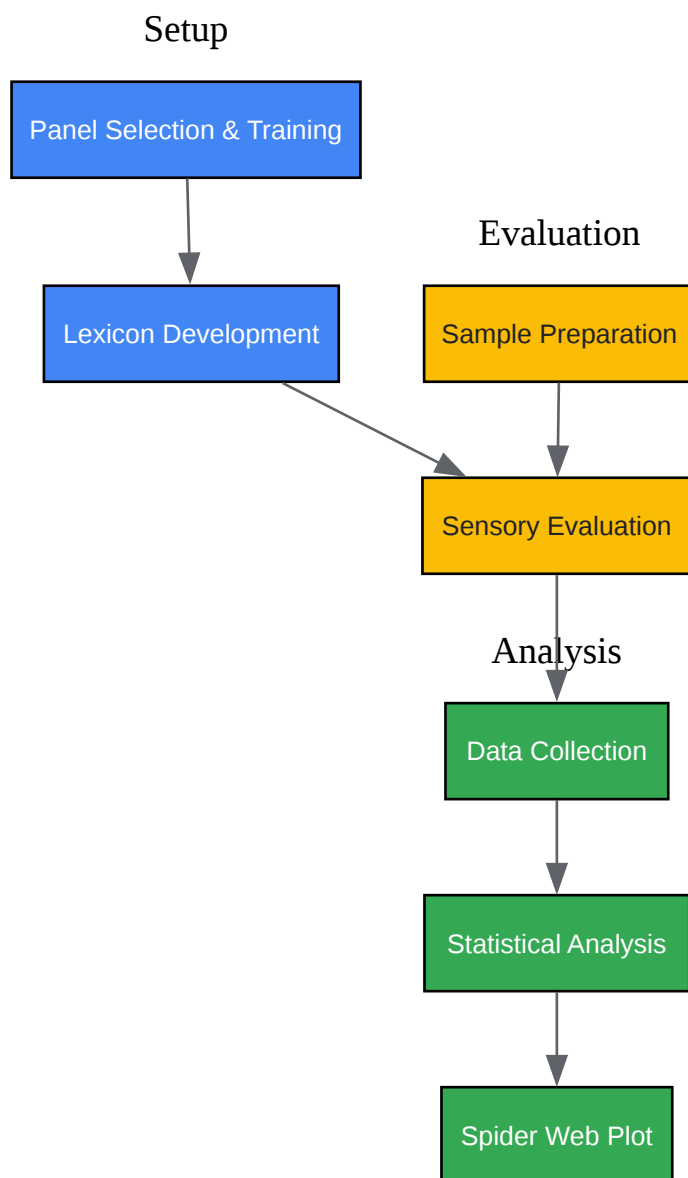 Setup
Panel Selection & Training
Lexicon Development
Evaluation
Sample Preparation
Sensory Evaluation
Analysis
Data Collection
Statistical Analysis
Spider Web Plot